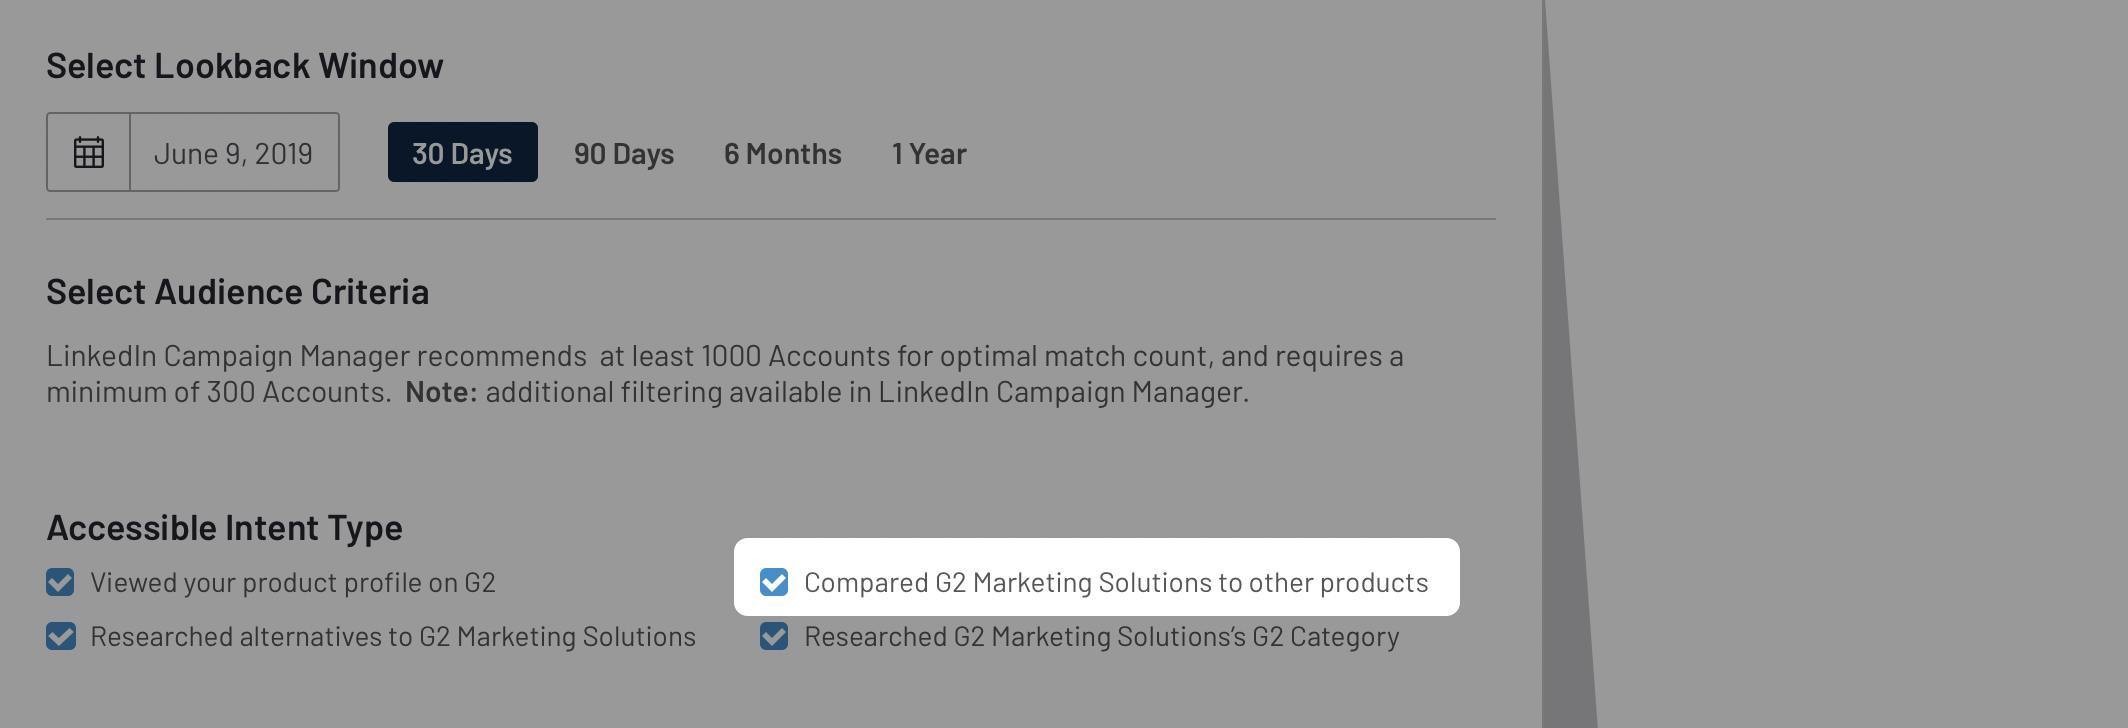 Select Lookback Window
June 9, 2019 30 Days 90 Days 6 Months 1 Year
Select Audience Criteria
LinkedIn Campaign Manager recommends  at least 1000 Accounts for optimal match count, and requires a
minimum of 300 Accounts.  Note: additional filtering available in LinkedIn Campaign Manager.
Accessible Intent Type
Viewed your product profile on G2 Compared G2 Marketing Solutions to other products
Researched alternatives to G2 Marketing Solutions Researched G2 Marketing Solutions’s G2 Category